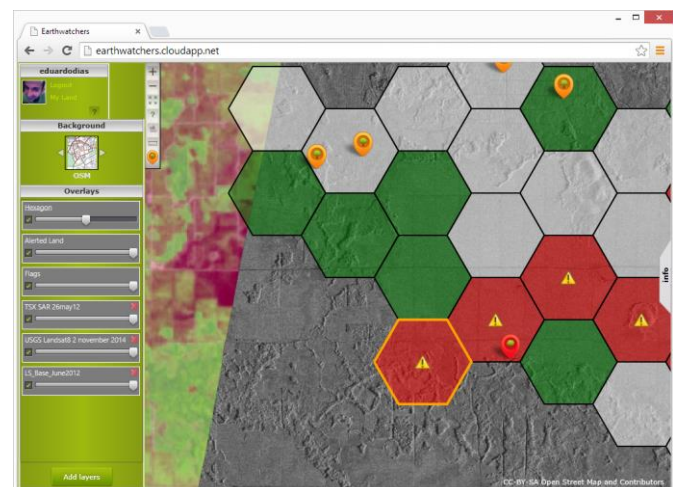 Earthwatchers
earthwatchers.cloudapp.net
eduardodias
Logout
My Land
Background
OSM
Overlays
Hexagon
Alerted Land
Flags
TSX SAR 26may12
USGS Landsat8 2 november 2014
LS_Base_June2012
Add layers
info
CC-BY-SA Open Street Map and Contributors